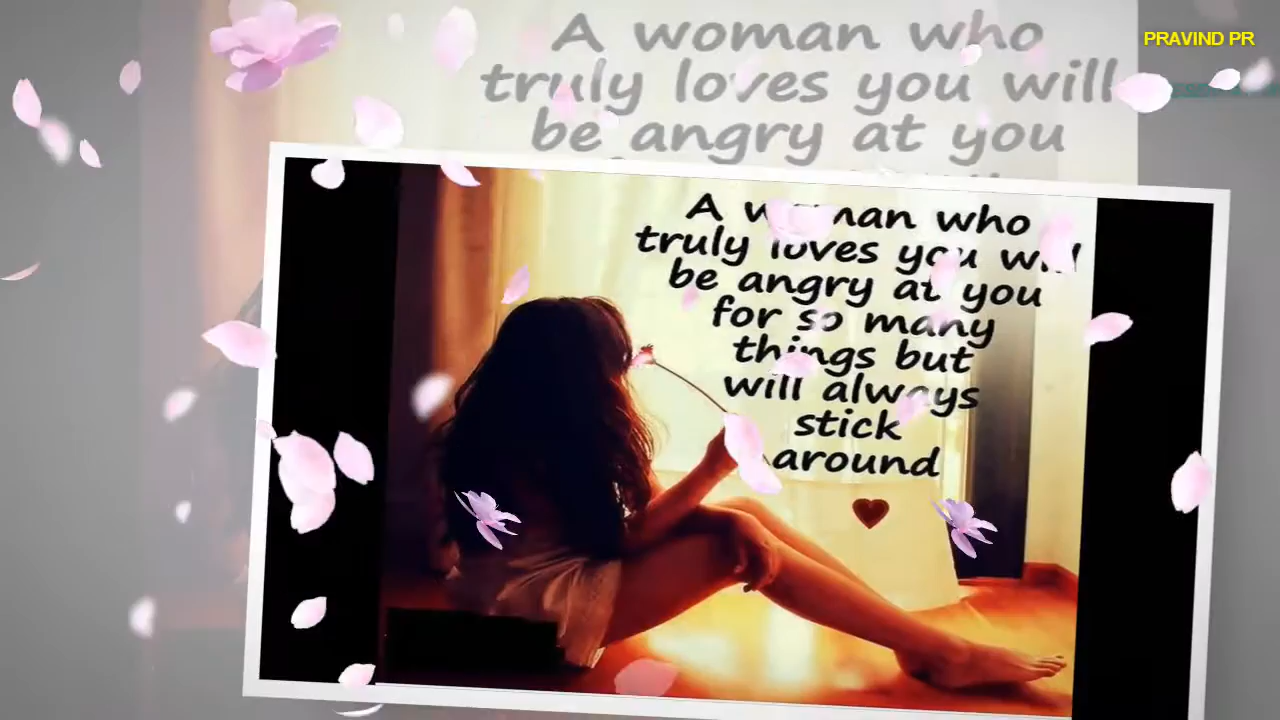 A woman who
truly loves you will
be angry at you
PRAVIND PR
A woman who
truly loves you will
be angry at you
for so many
things but
will always
stick
around